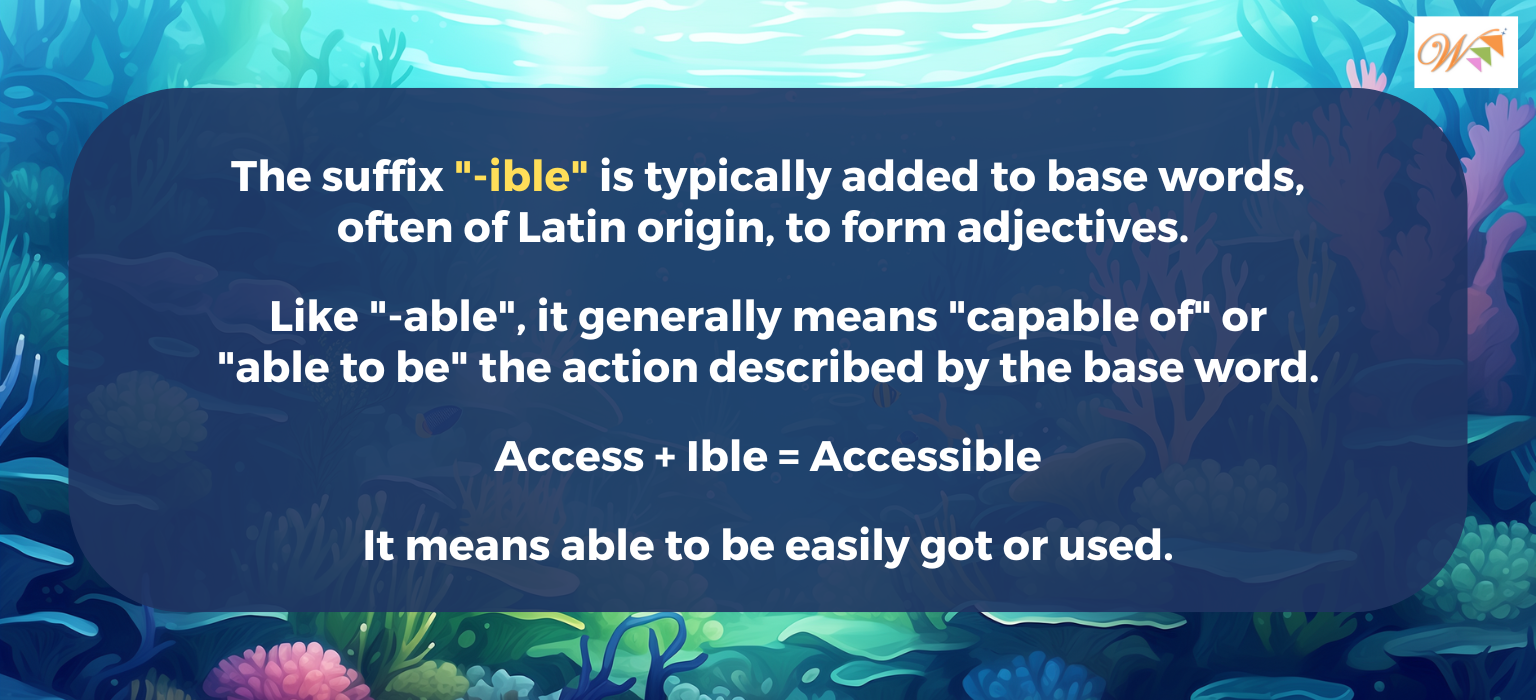 W
The suffix "-ible" is typically added to base words,
often of Latin origin, to form adjectives.
Like "-able", it generally means "capable of" or
"able to be" the action described by the base word.
Access + Ible = Accessible
It means able to be easily got or used.